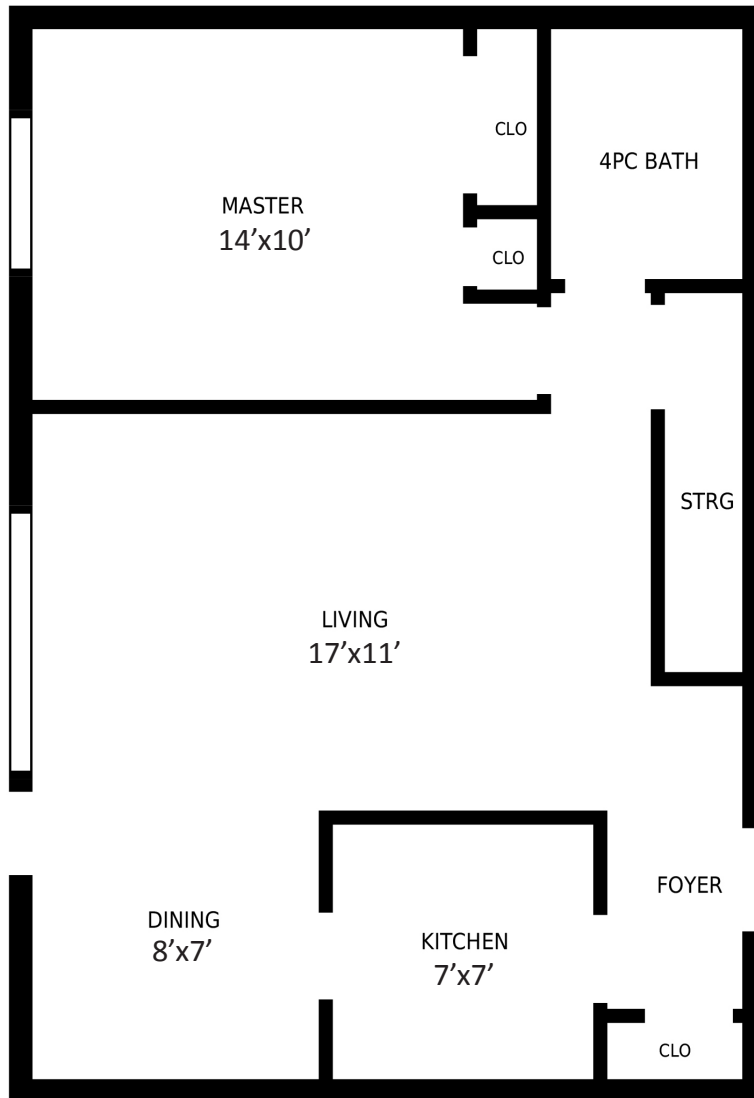 CLO
4PC BATH
MASTER
14’x10’
CLO
STRG
LIVING
17’x11’
FOYER
DINING
8’x7’
KITCHEN
7’x7’
CLO